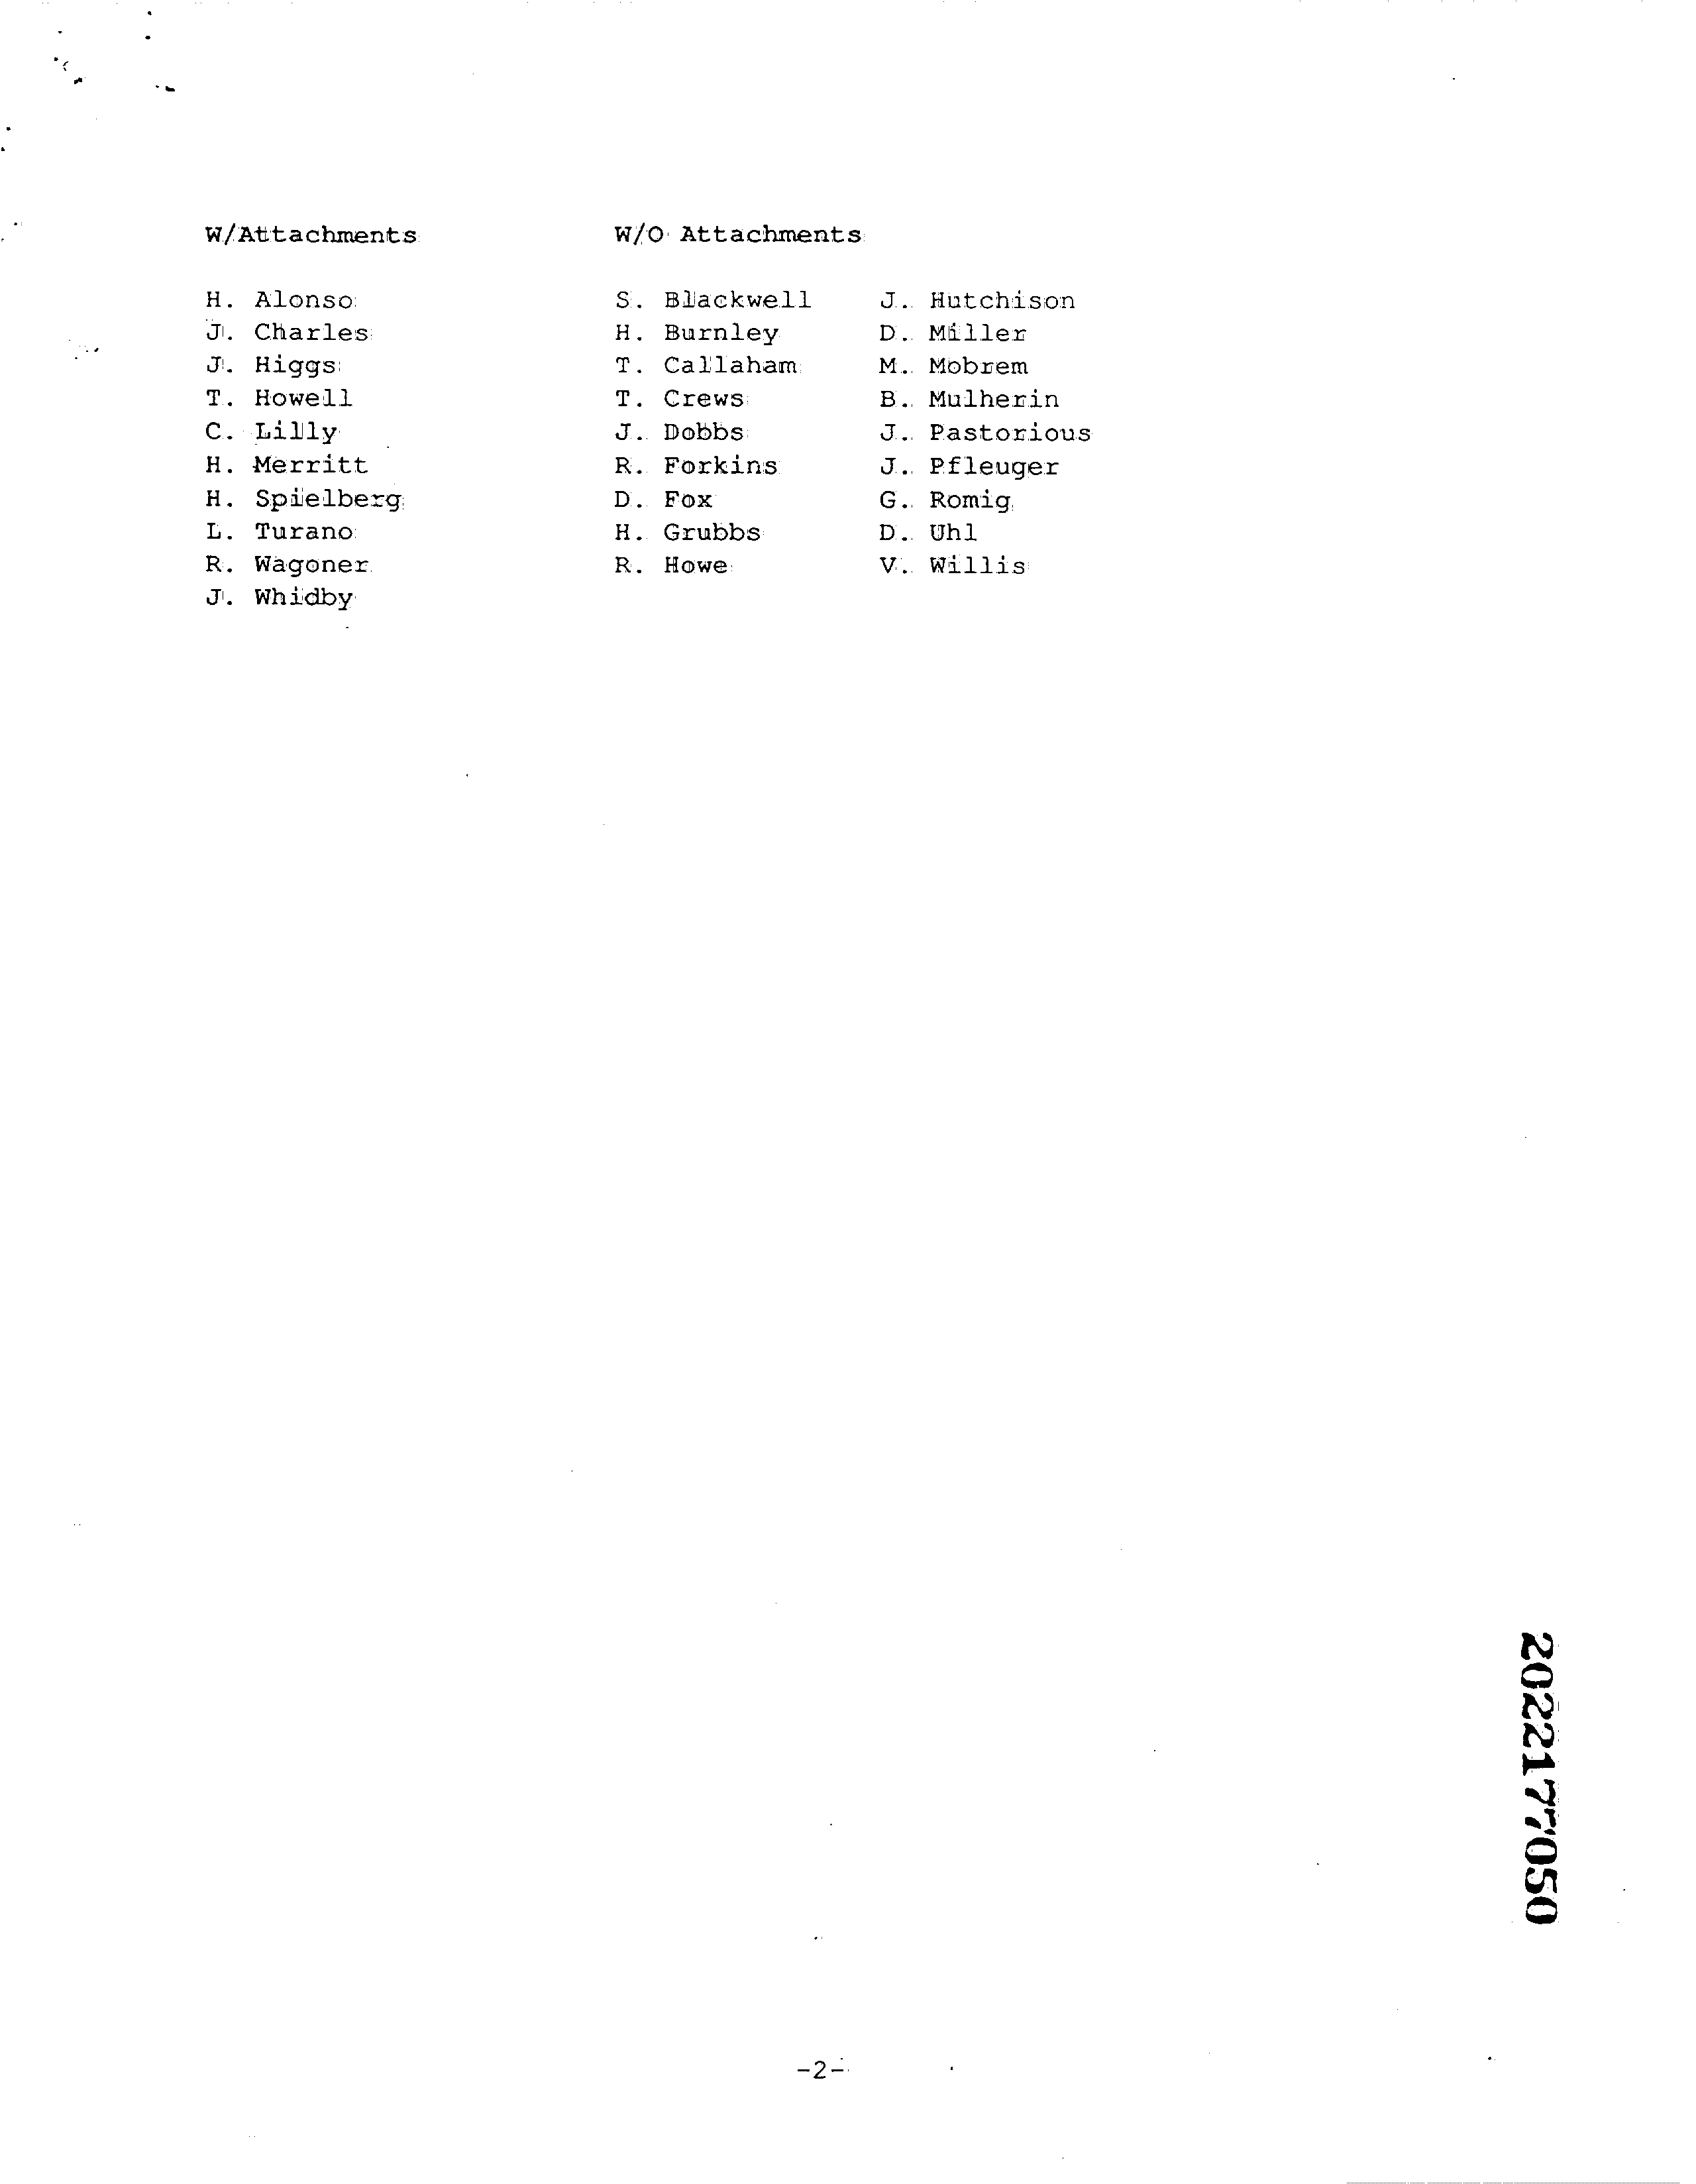 W/Attachments W/O Attachments
H. Alonso S. Blackwell J. Hutchison
J. Charles H. Burnley D. Miller
J. Higgs T. Callaham M. Mobrem
T. Howell T. Crews B. Mulherin
C. Lilly J. Dobbs J. Pastorious
H. Merritt R. Forkins J. Pfleuger
H. Spielberg D. Fox G. Romig
L. Turano H. Grubbs D. Uhl
R. Wagoner R. Howe V. Willis
J. Whidby
2022177050
-2-